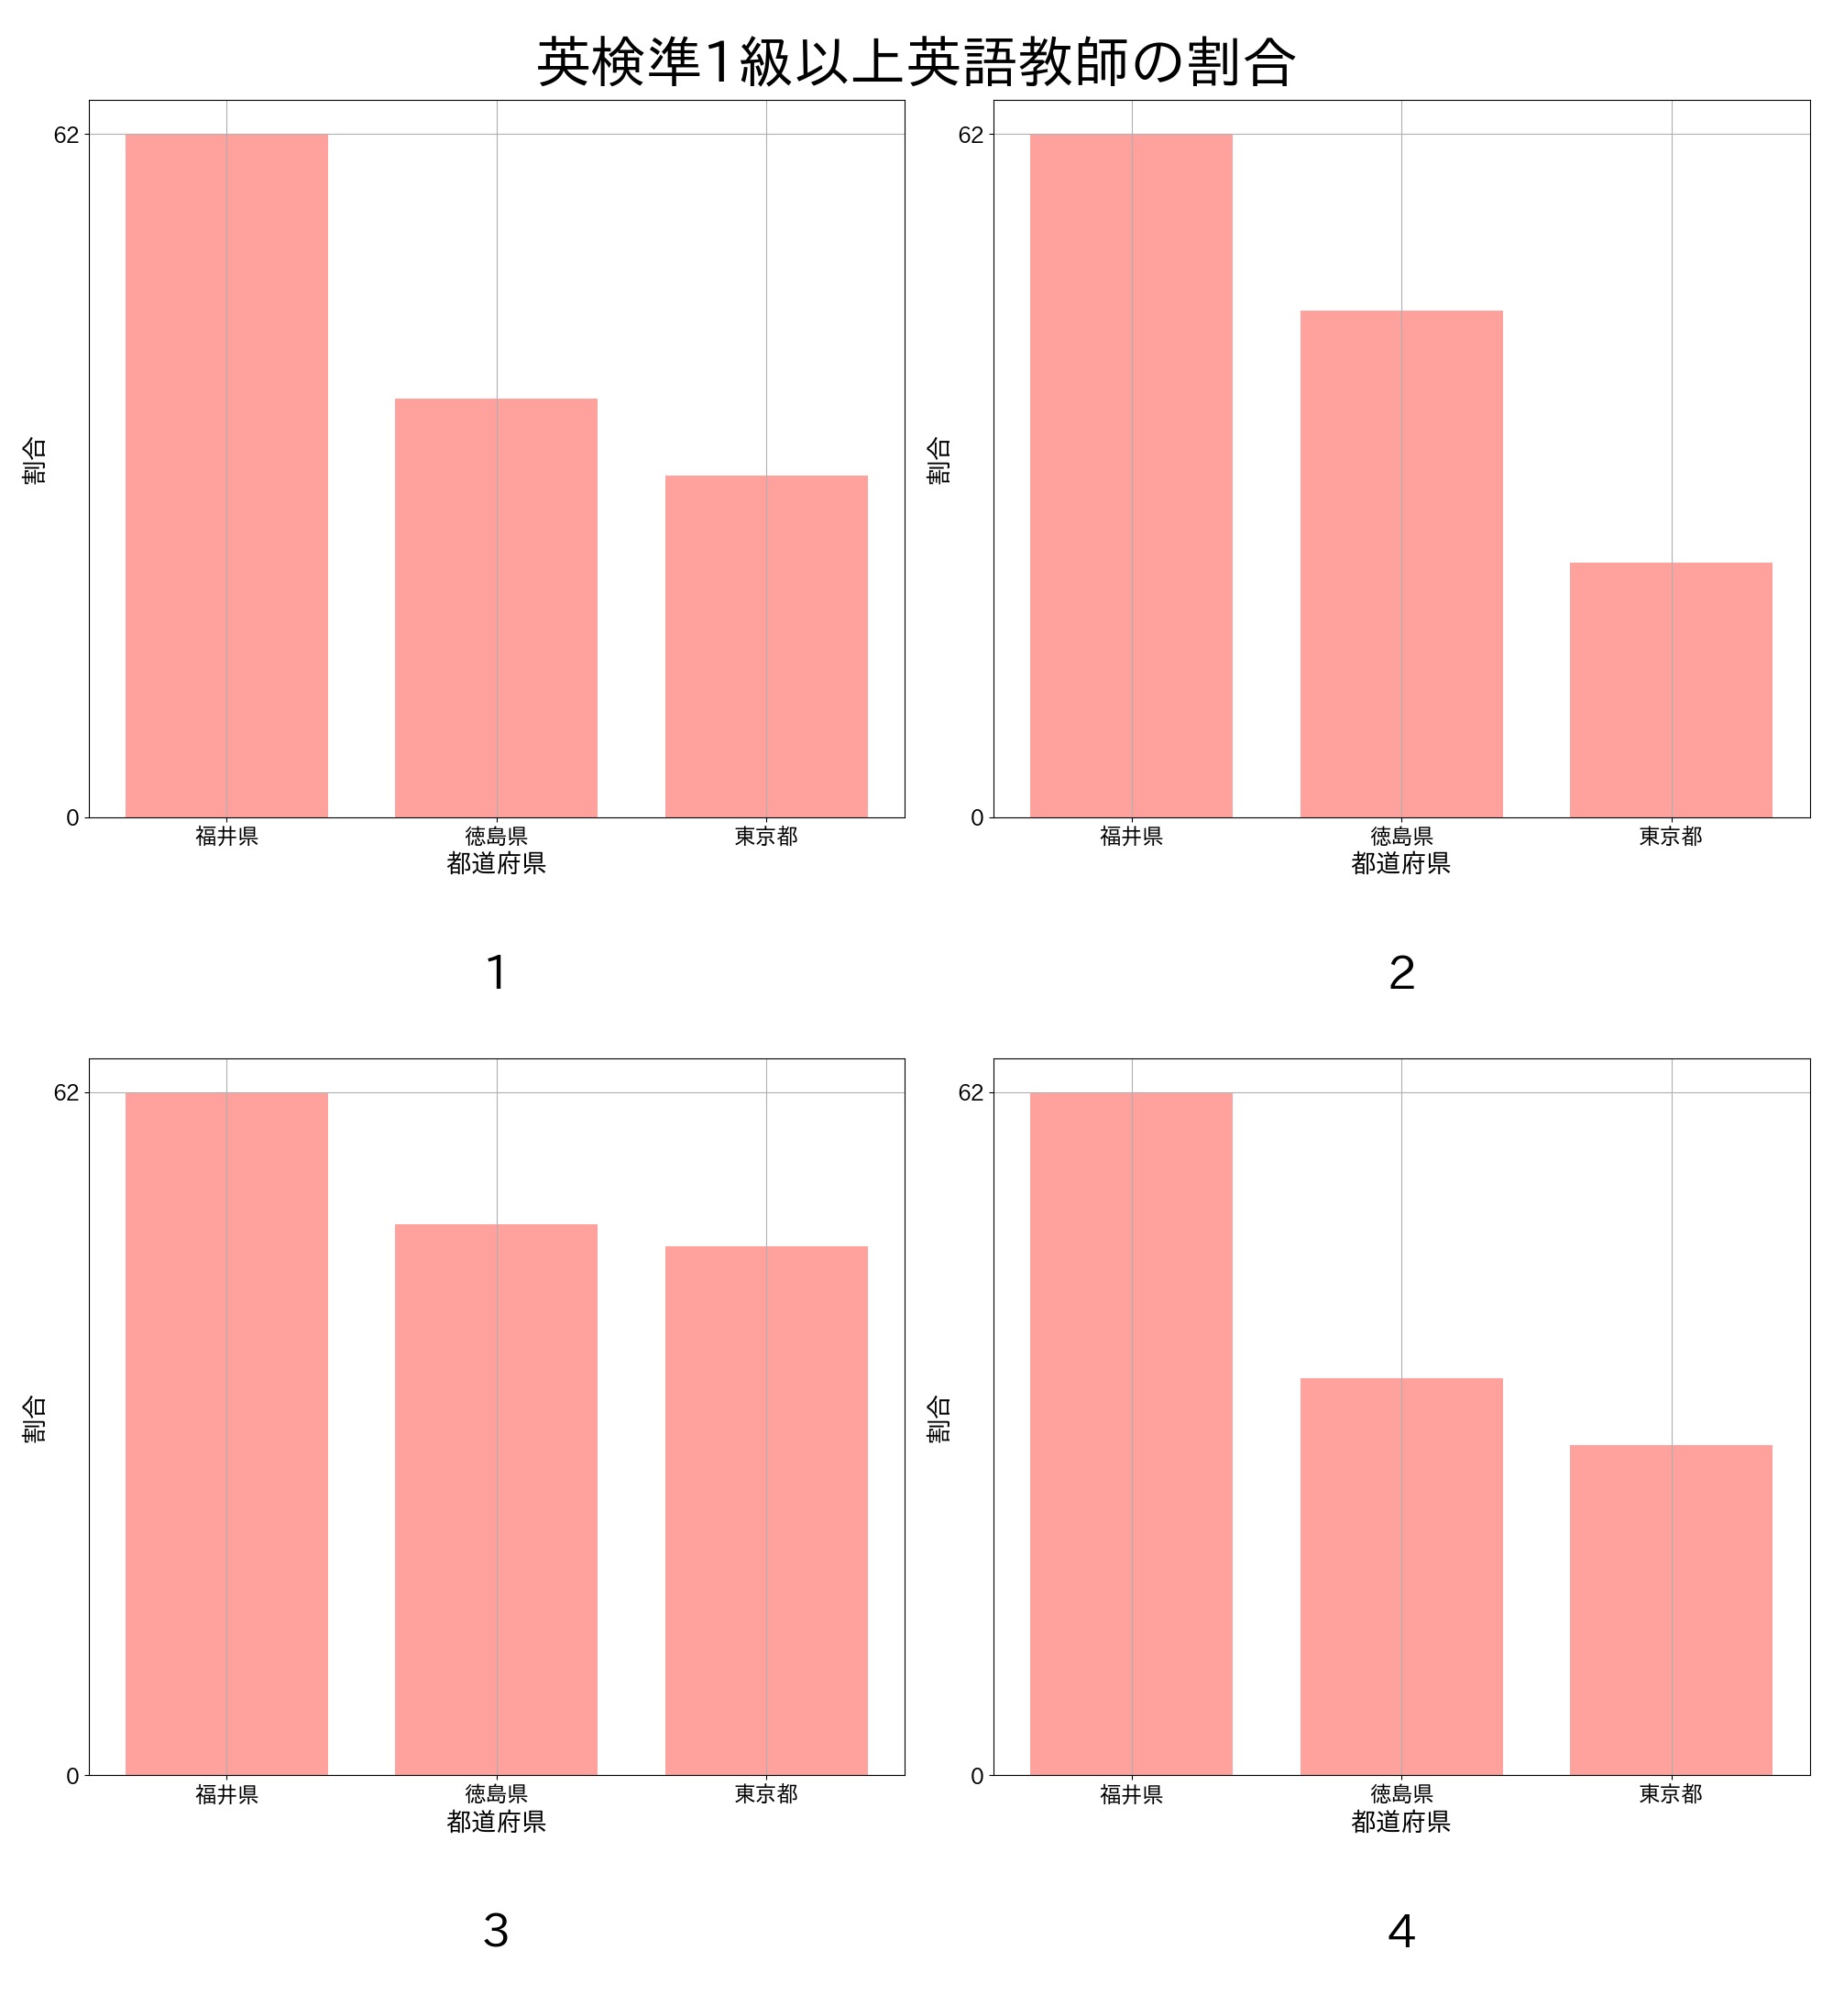 英検準1級以上英語教師の割合
62
0
割合
福井県 徳島県 東京都
都道府県
1
62
0
割合
福井県 徳島県 東京都
都道府県
2
62
0
割合
福井県 徳島県 東京都
都道府県
3
62
0
割合
福井県 徳島県 東京都
都道府県
4